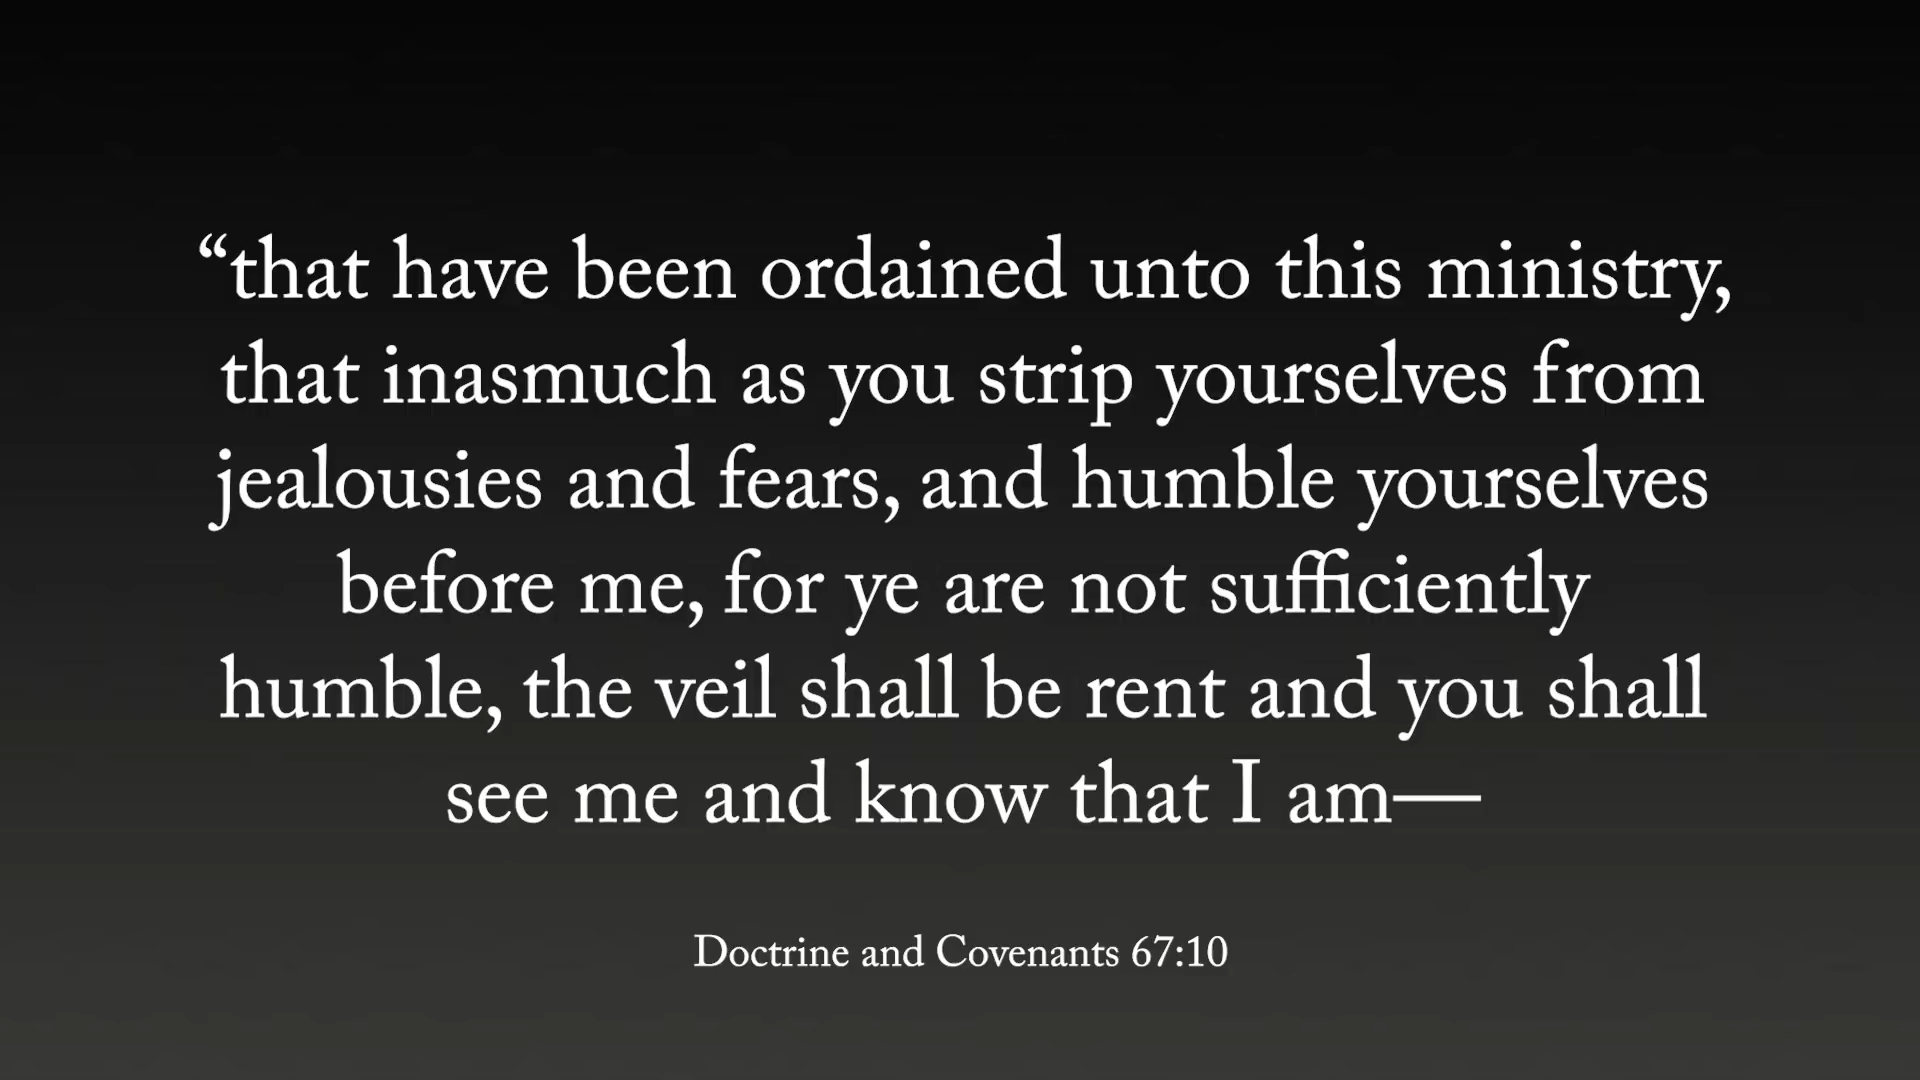 “that have been ordained unto this ministry,
that inasmuch as you strip yourselves from
jealousies and fears, and humble yourselves
before me, for ye are not sufficiently
humble, the veil shall be rent and you shall
see me and know that I am—
Doctrine and Covenants 67:10